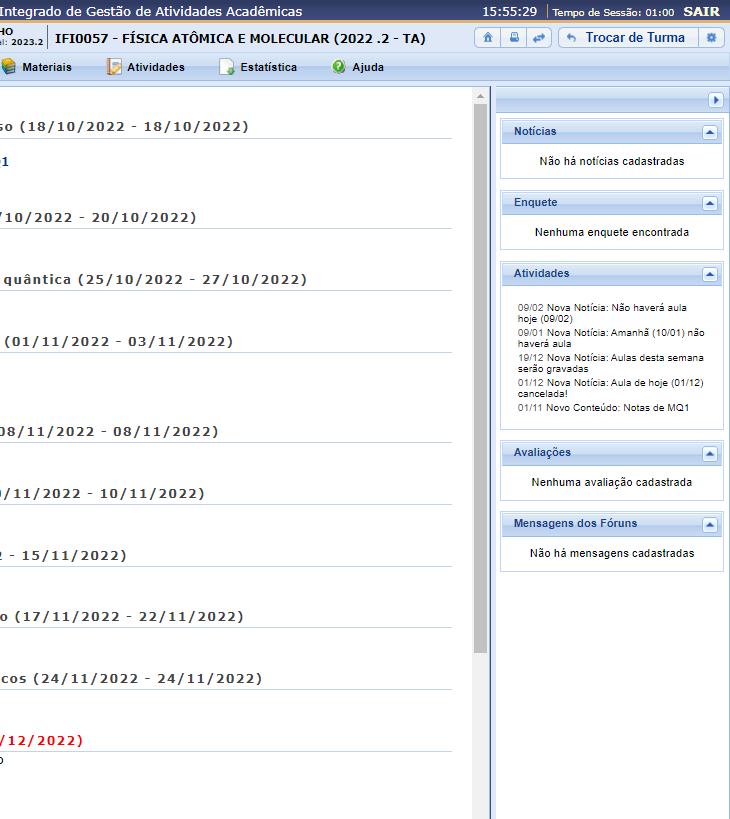 Integrado de Gestão de Atividades Acadêmicas 15:55:29 Tempo de Sessão: 01:00 SAIR
HO
el: 2023.2 IFI0057 - FÍSICA ATÔMICA E MOLECULAR (2022 .2 - TA) Trocar de Turma
Materiais Atividades Estatística Ajuda
so (18/10/2022 - 18/10/2022)
1
/10/2022 - 20/10/2022)
quântica (25/10/2022 - 27/10/2022)
(01/11/2022 - 03/11/2022)
08/11/2022 - 08/11/2022)
/11/2022 - 10/11/2022)
2 - 15/11/2022)
o (17/11/2022 - 22/11/2022)
cos (24/11/2022 - 24/11/2022)
/12/2022)
o
Notícias
Não há notícias cadastradas
Enquete
Nenhuma enquete encontrada
Atividades
09/02 Nova Notícia: Não haverá aula
hoje (09/02)
09/01 Nova Notícia: Amanhã (10/01) não
haverá aula
19/12 Nova Notícia: Aulas desta semana
serão gravadas
01/12 Nova Notícia: Aula de hoje (01/12)
cancelada!
01/11 Novo Conteúdo: Notas de MQ1
Avaliações
Nenhuma avaliação cadastrada
Mensagens dos Fóruns
Não há mensagens cadastradas